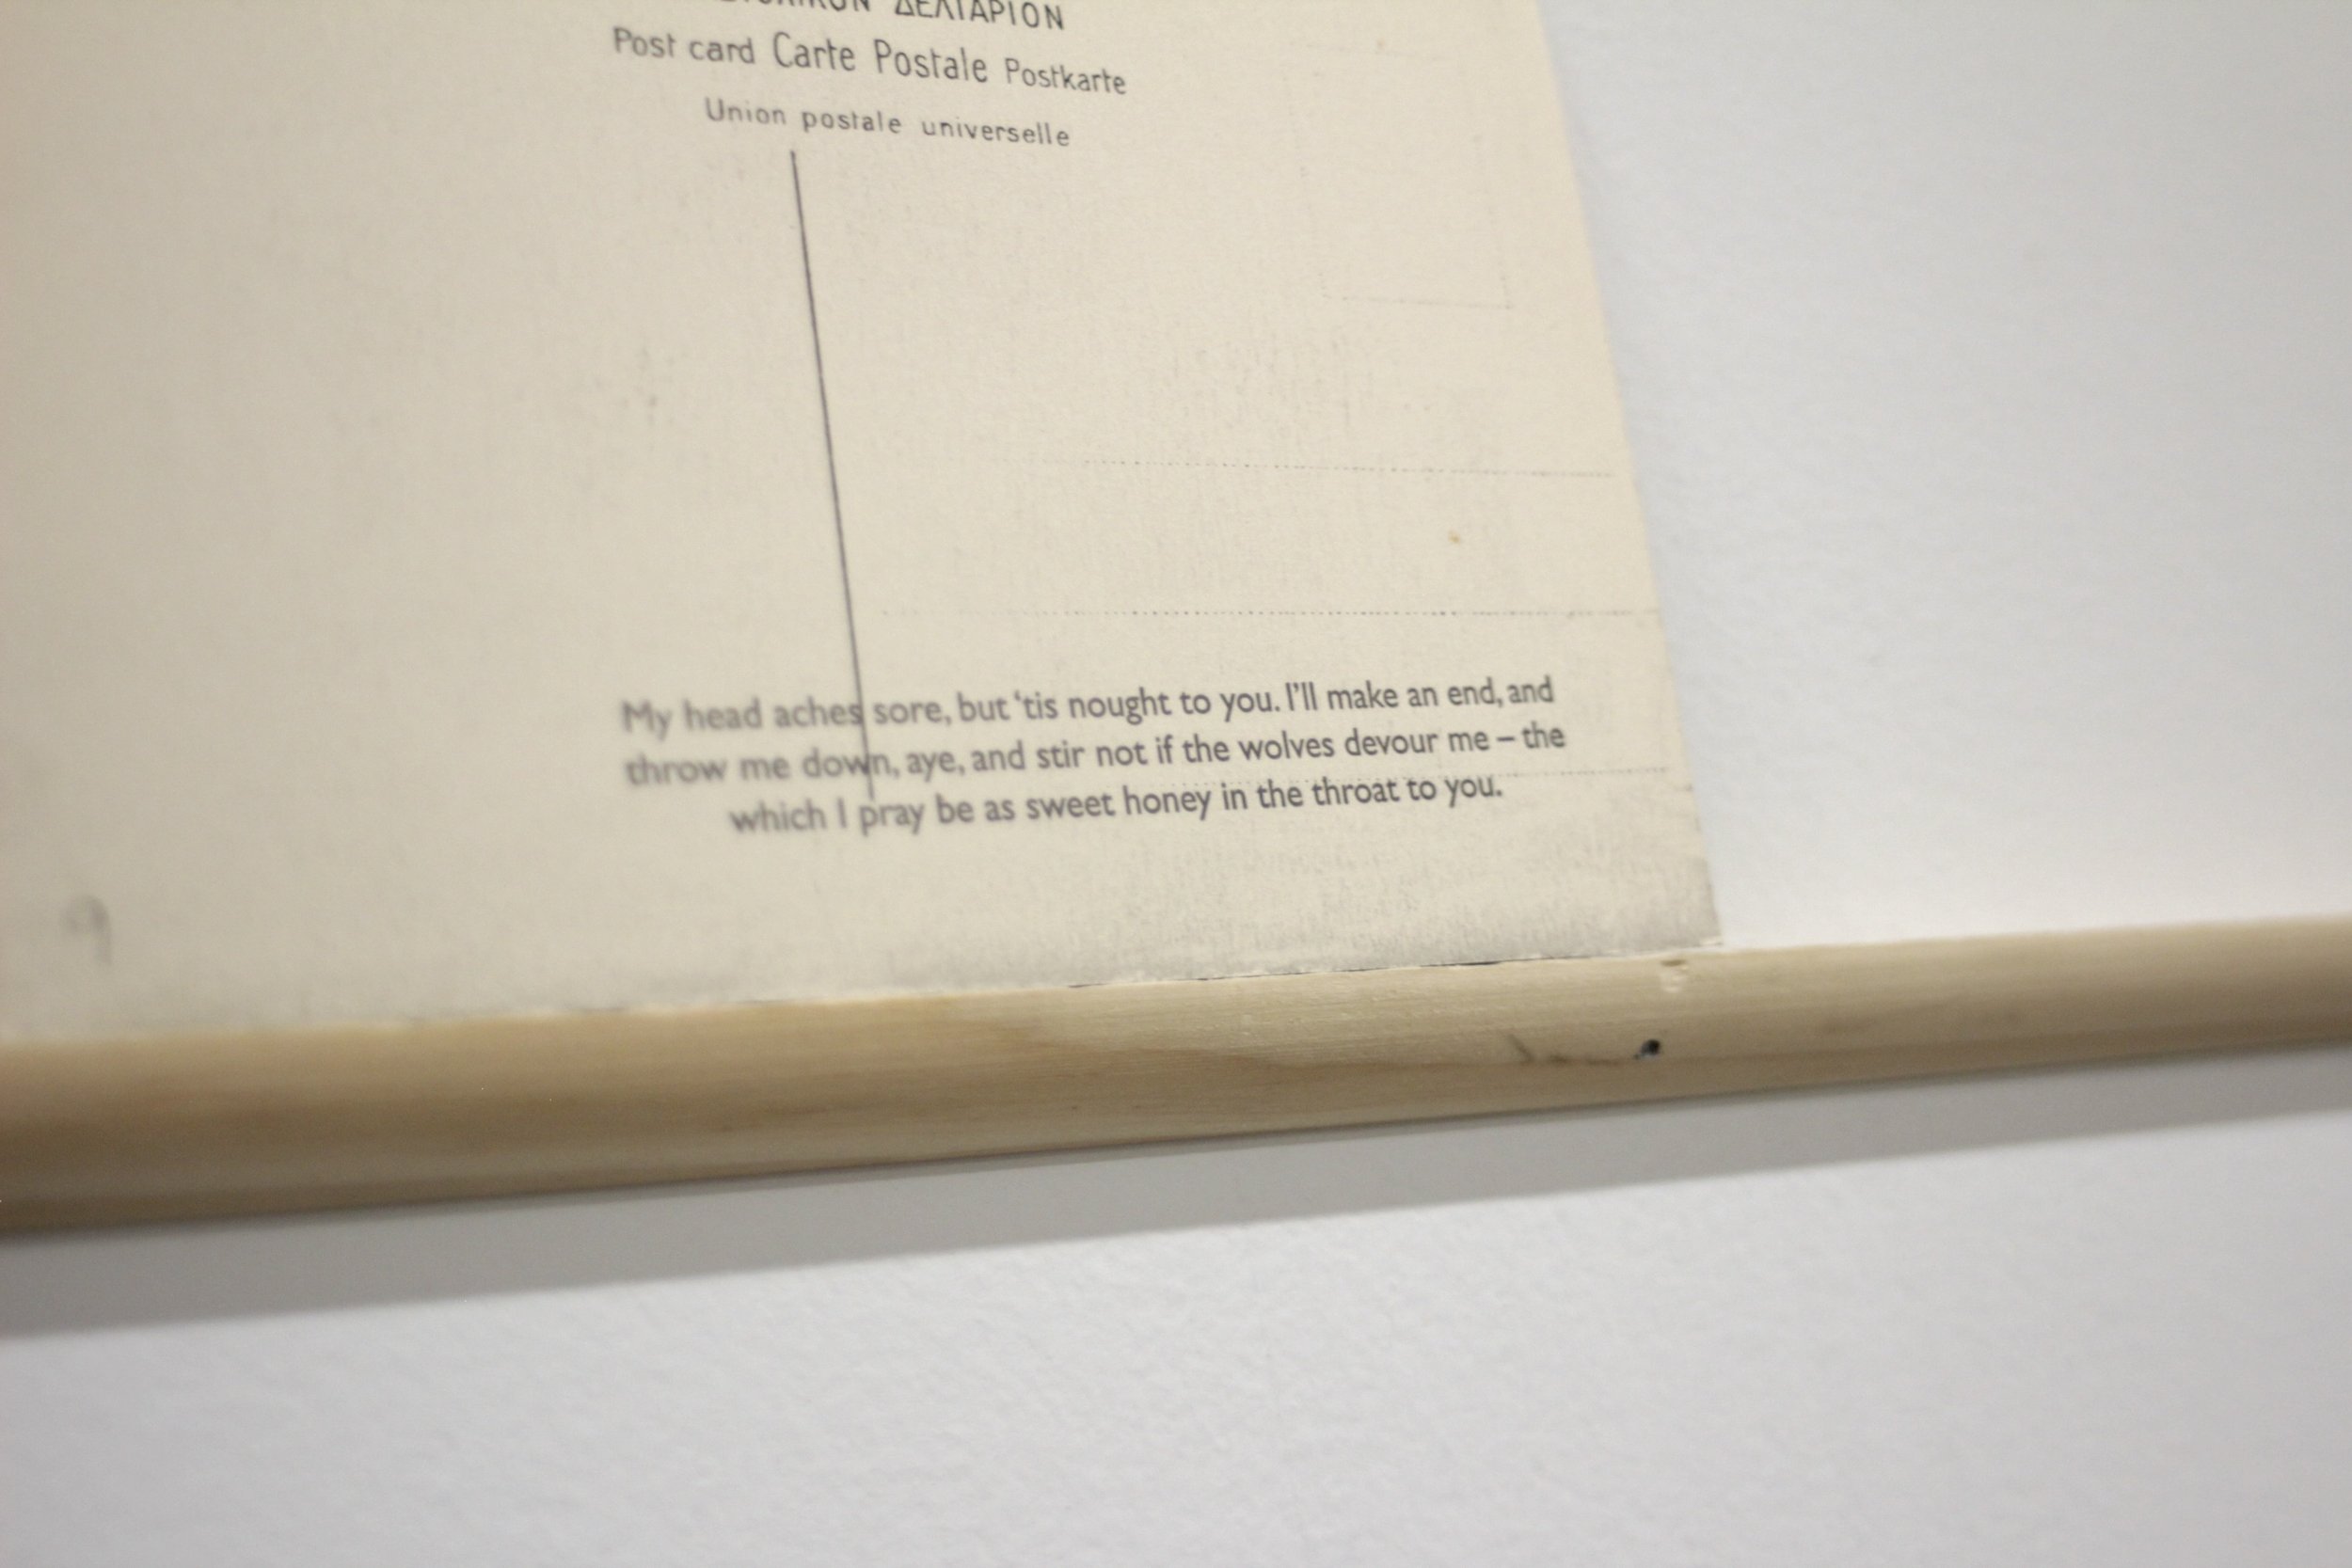 ΔΕΛΤΑΡΙΟΝ
Post card Carte Postale Postkarte
Union postale universelle
My head aches sore, but ‘tis nought to you. I’ll make an end, and
throw me down, aye, and stir not if the wolves devour me – the
which I pray be as sweet honey in the throat to you.
9